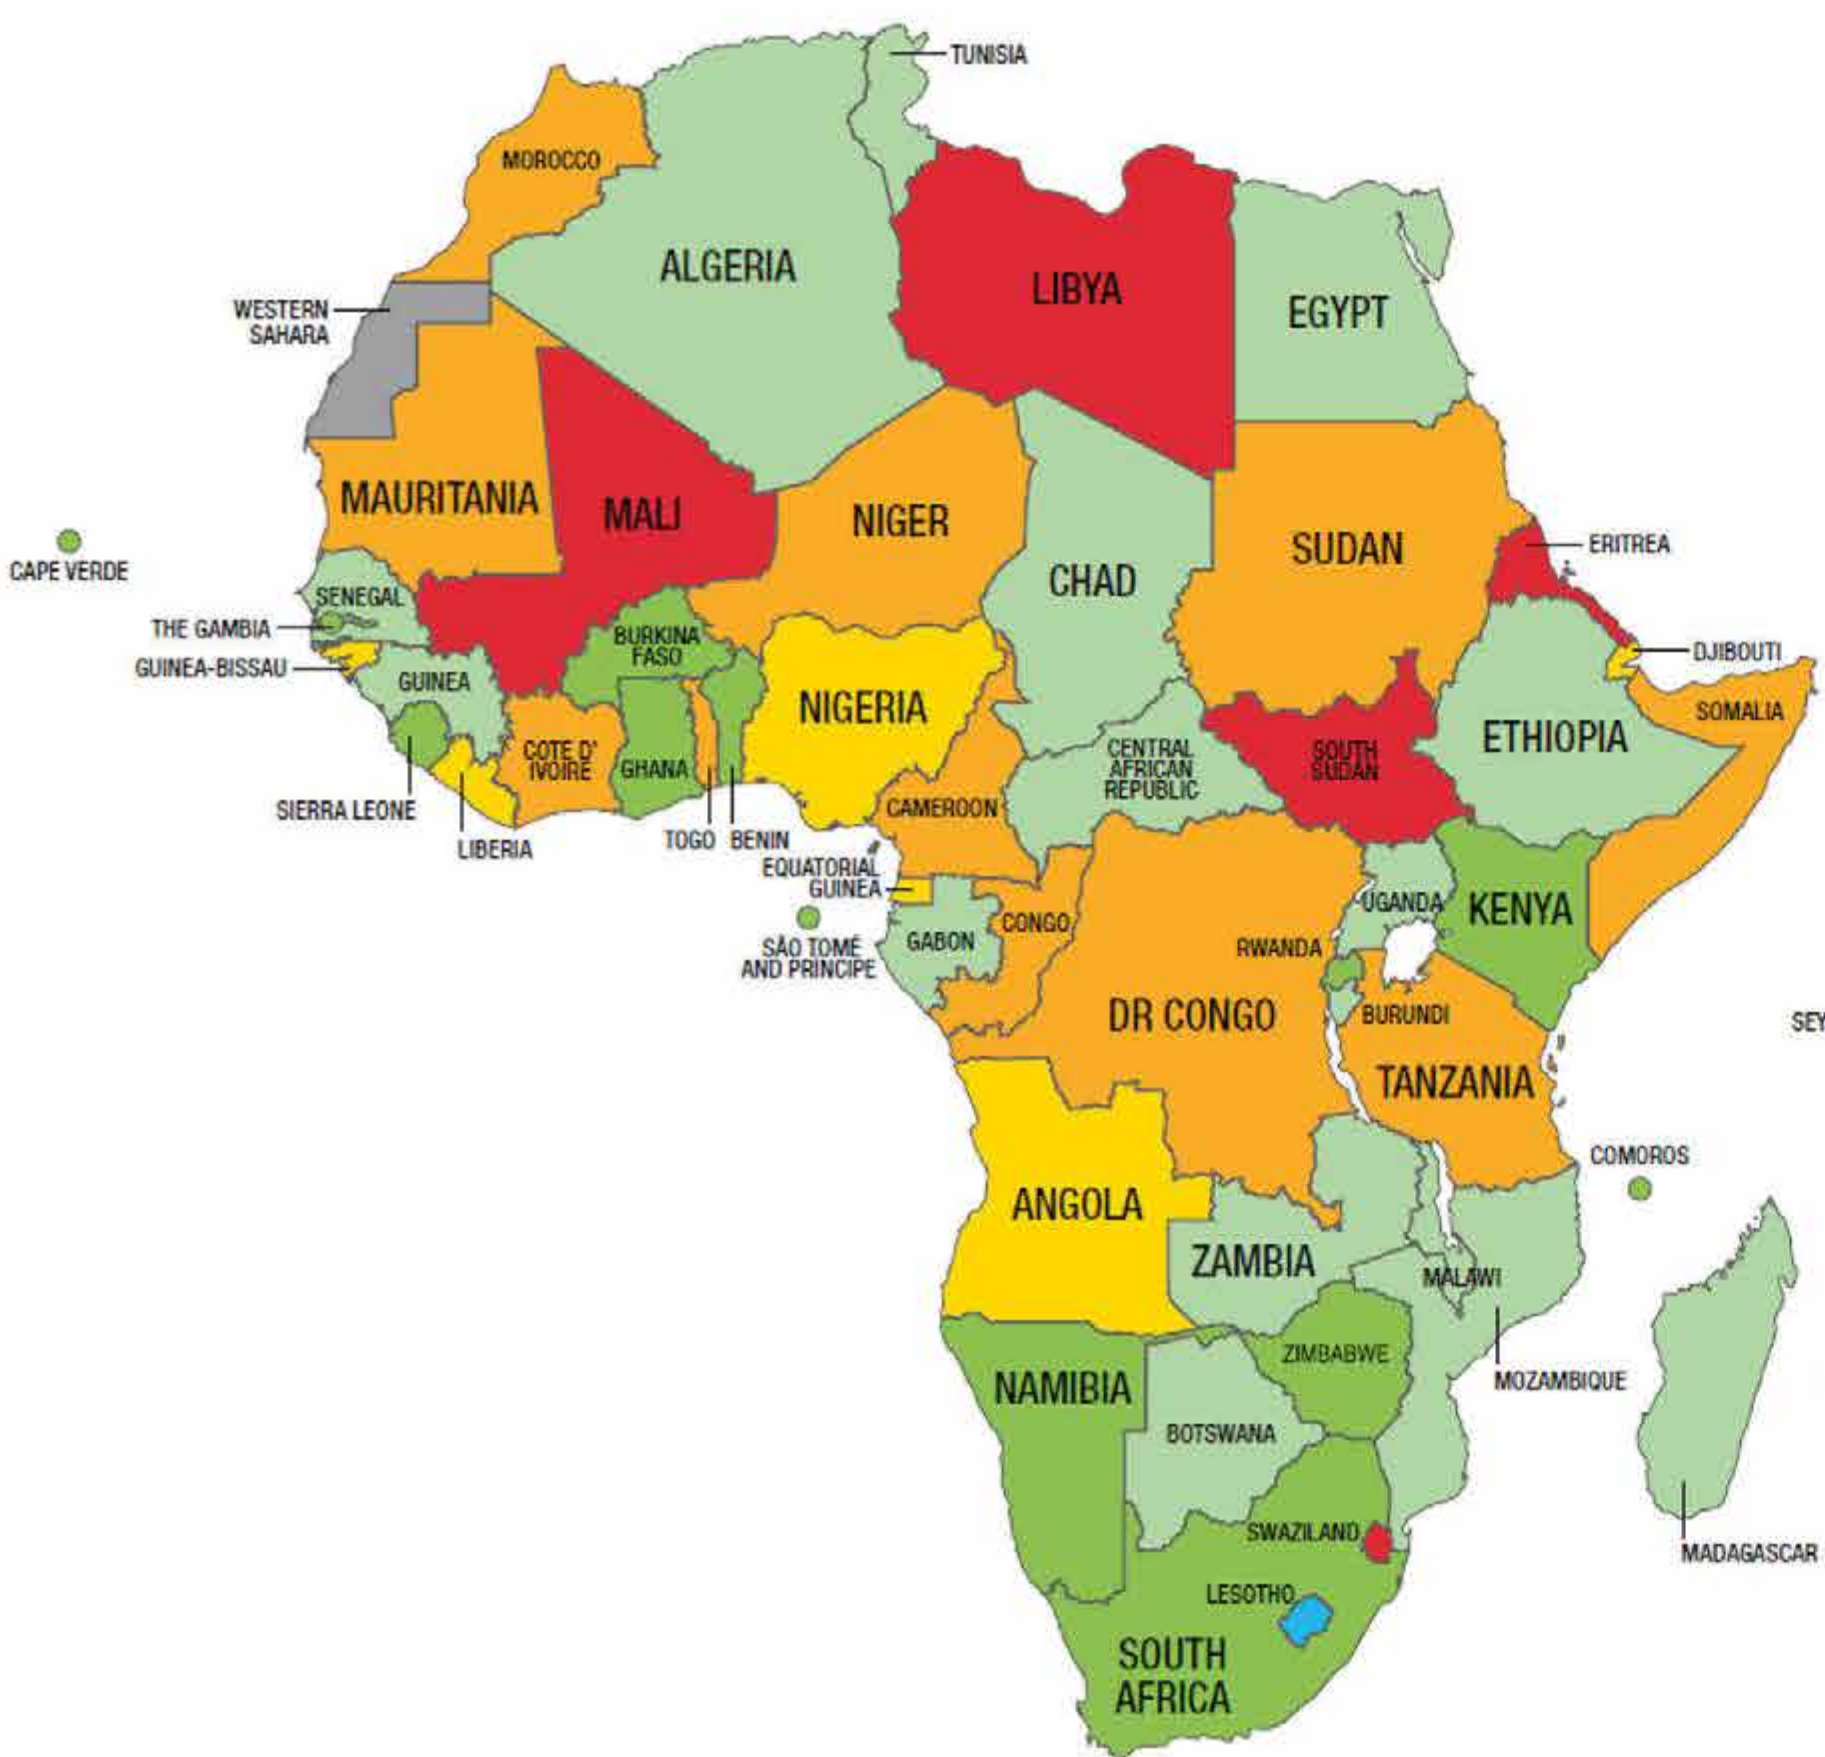 TUNISIA
MOROCCO
ALGERIA
LIBYA
EGYPT
WESTERN
SAHARA
MAURITANIA
MALI
NIGER
CHAD
SUDAN
ERITREA
CAPE VERDE
SENEGAL
THE GAMBIA
GUINEA-BISSAU
GUINEA
BURKINA
FASO
DJIBOUTI
NIGERIA
SOMALIA
ETHIOPIA
COTE D'
IVOIRE
GHANA
CENTRAL
AFRICAN
REPUBLIC
SOUTH
SUDAN
SIERRA LEONE
LIBERIA
TOGO
BENIN
CAMEROON
EQUATORIAL
GUINEA
SÃO TOMÉ
AND PRÍNCIPE
GABON
CONGO
UGANDA
KENYA
RWANDA
DR CONGO
BURUNDI
SEY
TANZANIA
COMOROS
ANGOLA
ZAMBIA
MALAWI
MOZAMBIQUE
NAMIBIA
ZIMBABWE
BOTSWANA
SWAZILAND
MADAGASCAR
LESOTHO
SOUTH
AFRICA